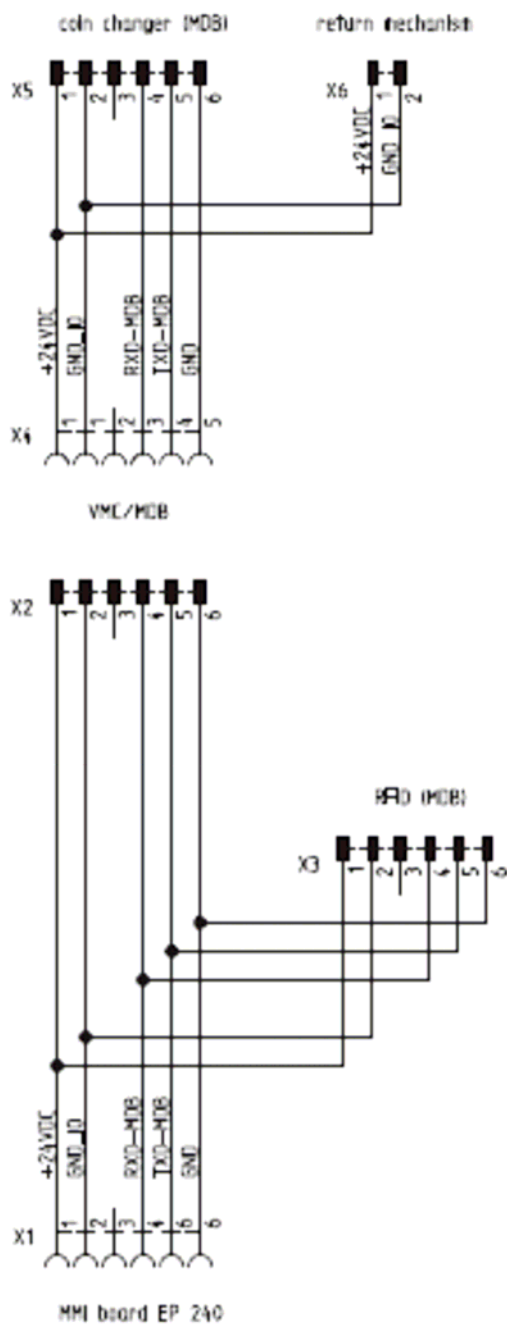 coin changer (MDB)
return mechanism
X5
1 2 3 4 5 6
X6
1 2
+24VDC
GND_IO
+24VDC
GND_IO
RXD-MDB
TXD-MDB
GND
X4
1 1 2 3 4 5
VMC/MDB
X2
1 2 3 4 5 6
(MDB)
X3
1 2 3 4 5 6
+24VDC
GND_IO
RXD-MDB
TXD-MDB
GND
X1
1 2 3 4 6 6
MMI board EP 240